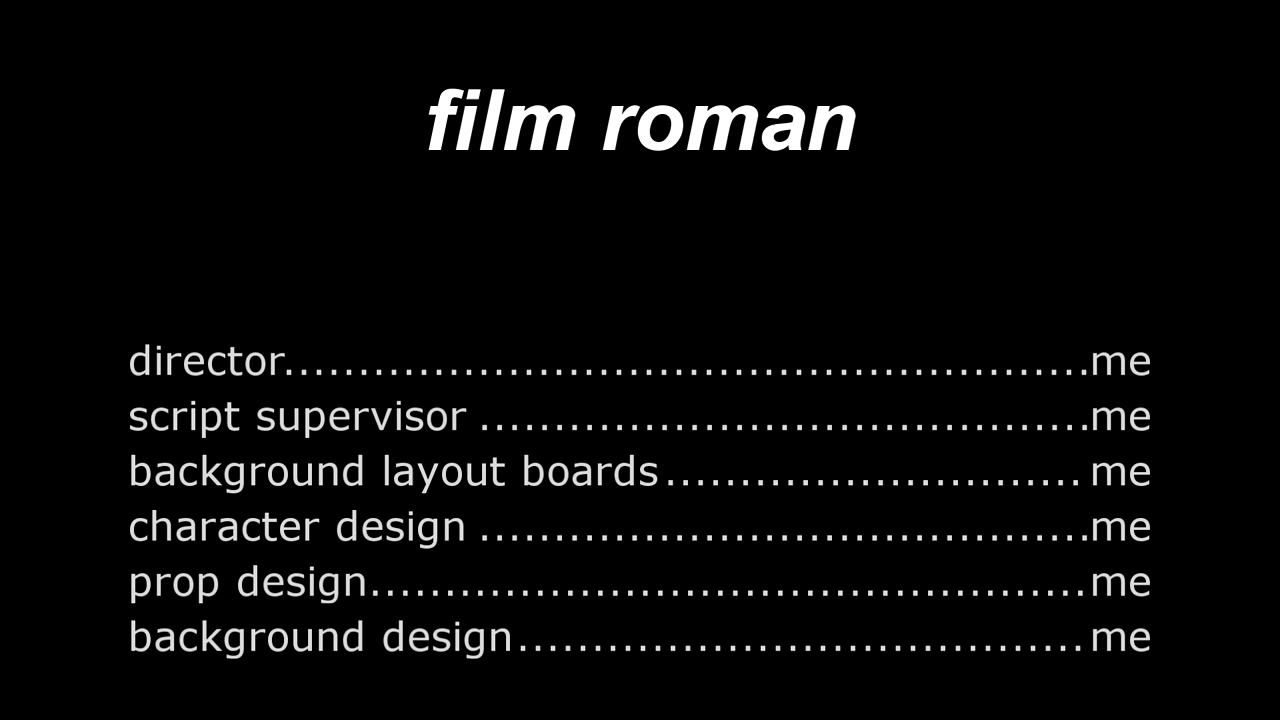 film roman
director......................................................me
script supervisor .........................................me
background layout boards ............................ me
character design .........................................me
prop design................................................me
background design...................................... me